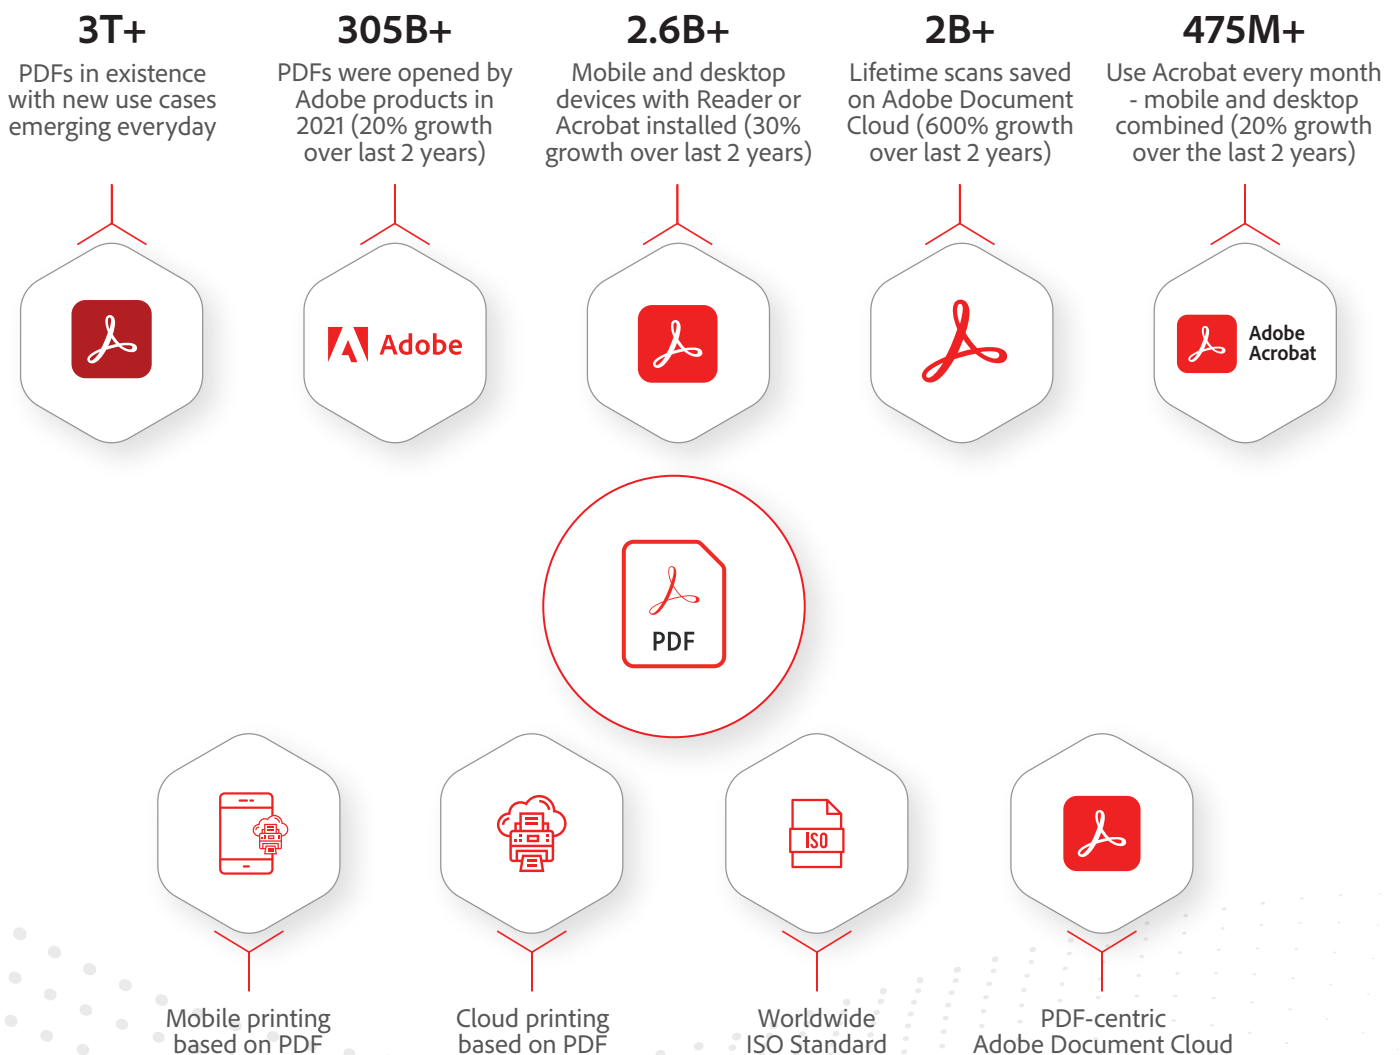 3T+
PDFs in existence
with new use cases
emerging everyday
305B+
PDFs were opened by
Adobe products in
2021 (20% growth
over last 2 years)
2.6B+
Mobile and desktop
devices with Reader or
Acrobat installed (30%
growth over last 2 years)
2B+
Lifetime scans saved
on Adobe Document
Cloud (600% growth
over last 2 years)
475M+
Use Acrobat every month
- mobile and desktop
combined (20% growth
over the last 2 years)
Adobe
Adobe
Acrobat
PDF
ISO
Mobile printing
based on PDF
Cloud printing
based on PDF
Worldwide
ISO Standard
PDF-centric
Adobe Document Cloud